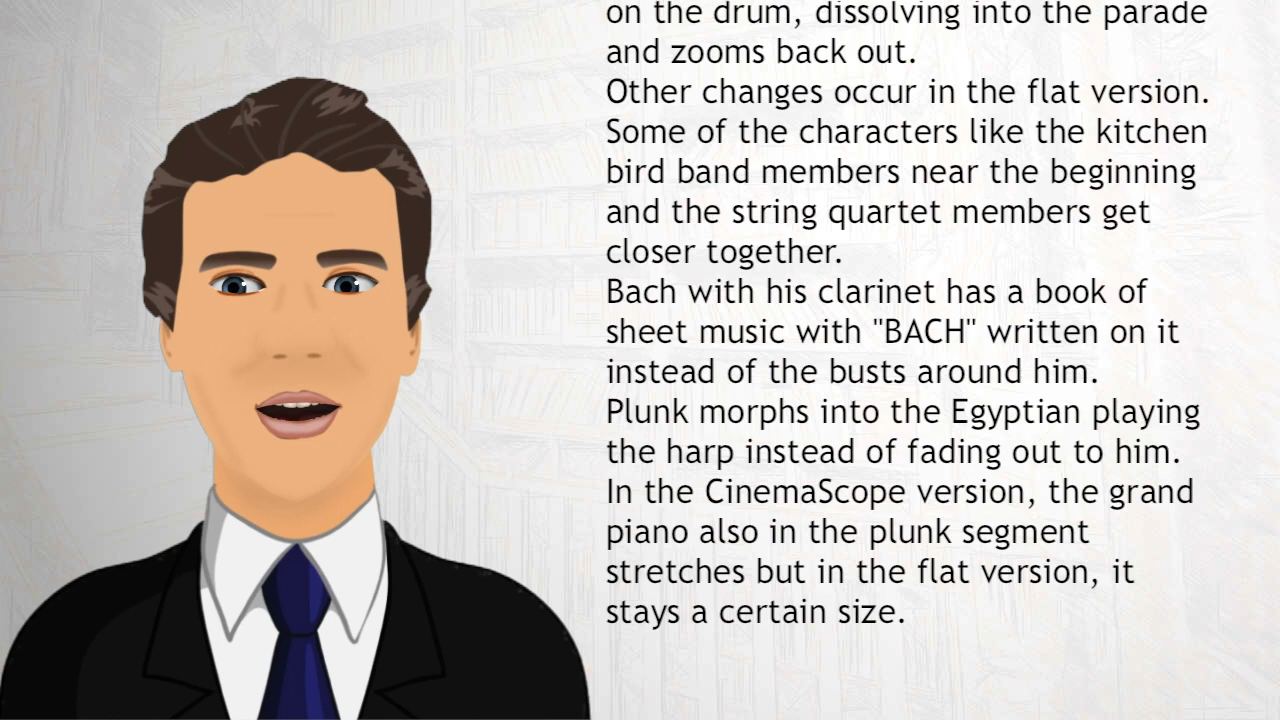 on the drum, dissolving into the parade
and zooms back out.
Other changes occur in the flat version.
Some of the characters like the kitchen
bird band members near the beginning
and the string quartet members get
closer together.
Bach with his clarinet has a book of
sheet music with "BACH" written on it
instead of the busts around him.
Plunk morphs into the Egyptian playing
the harp instead of fading out to him.
In the CinemaScope version, the grand
piano also in the plunk segment
stretches but in the flat version, it
stays a certain size.